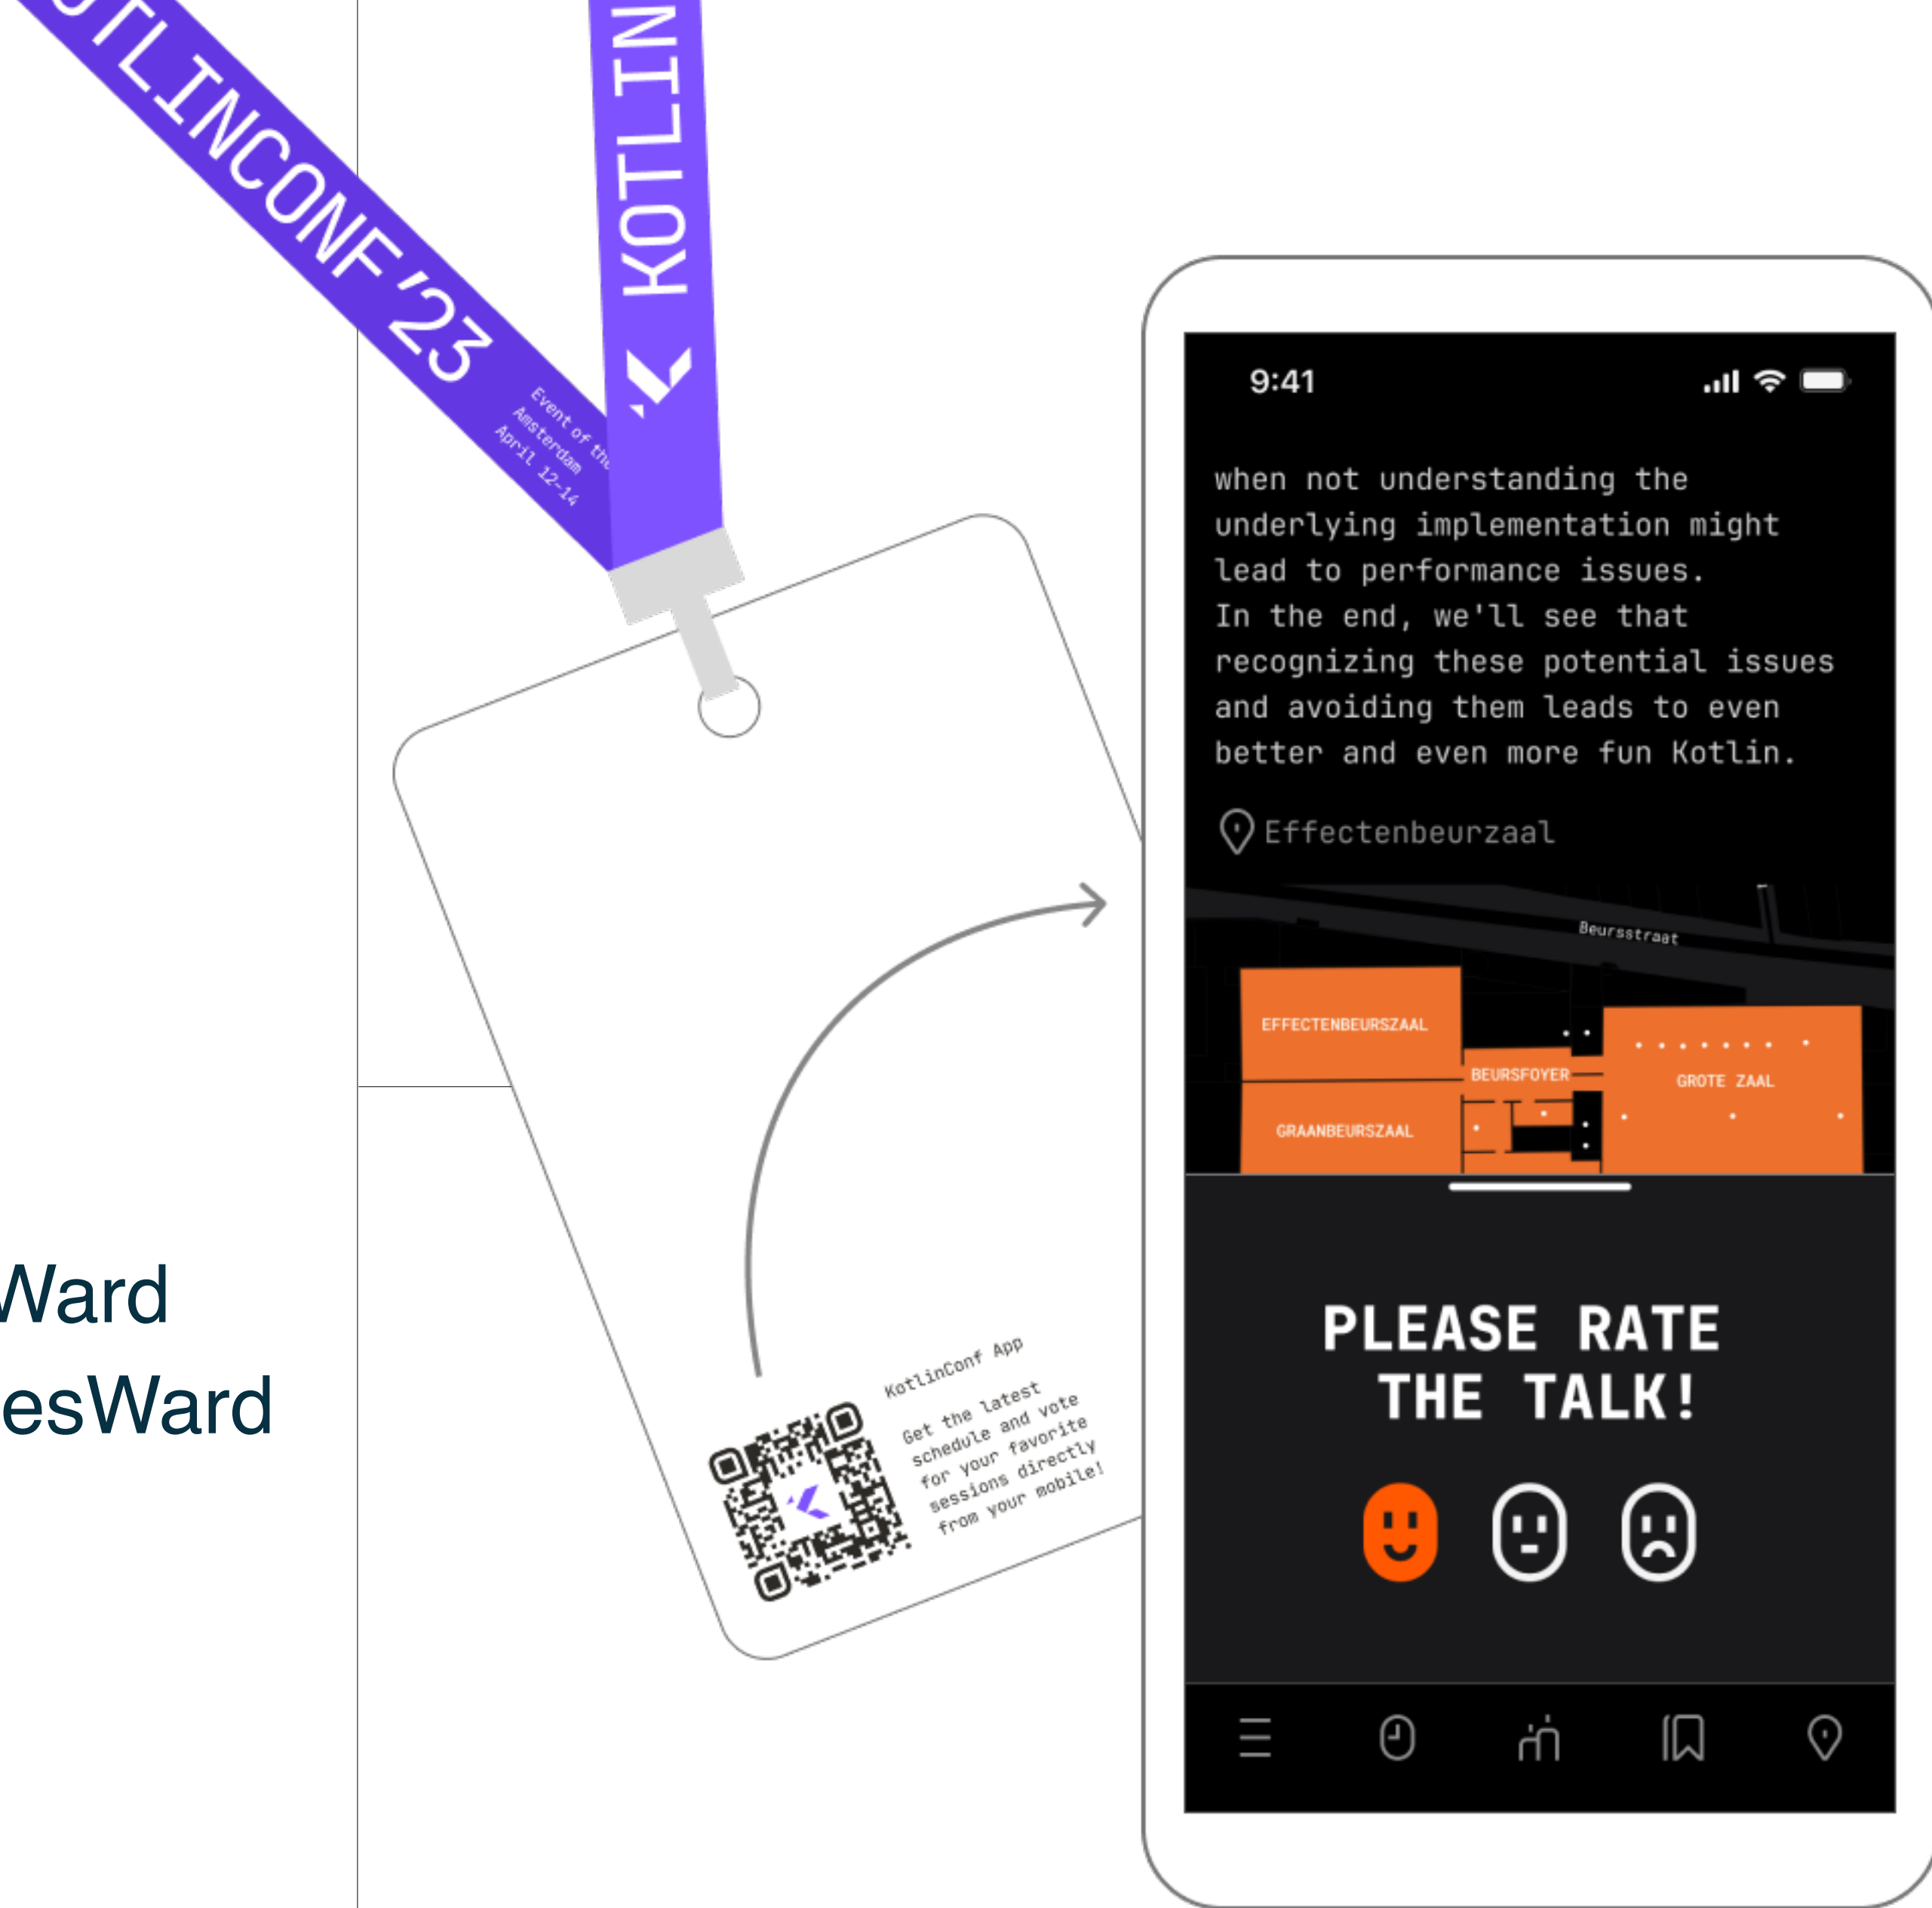 OTLINCONF'23
Event of the
Amsterdam
April 12-14
KOTLIN
Ward
esWard
KotlinConf App
Get the latest
schedule and vote
for your favorite
sessions directly
from your mobile!
9:41
when not understanding the
underlying implementation might
lead to performance issues.
In the end, we'll see that
recognizing these potential issues
and avoiding them leads to even
better and even more fun Kotlin.
Effectenbeurzaal
Beursstraat
EFFECTENBEURSZAAL
BEURSFOYER
GROTE ZAAL
GRAANBEURSZAAL
PLEASE RATE
THE TALK!